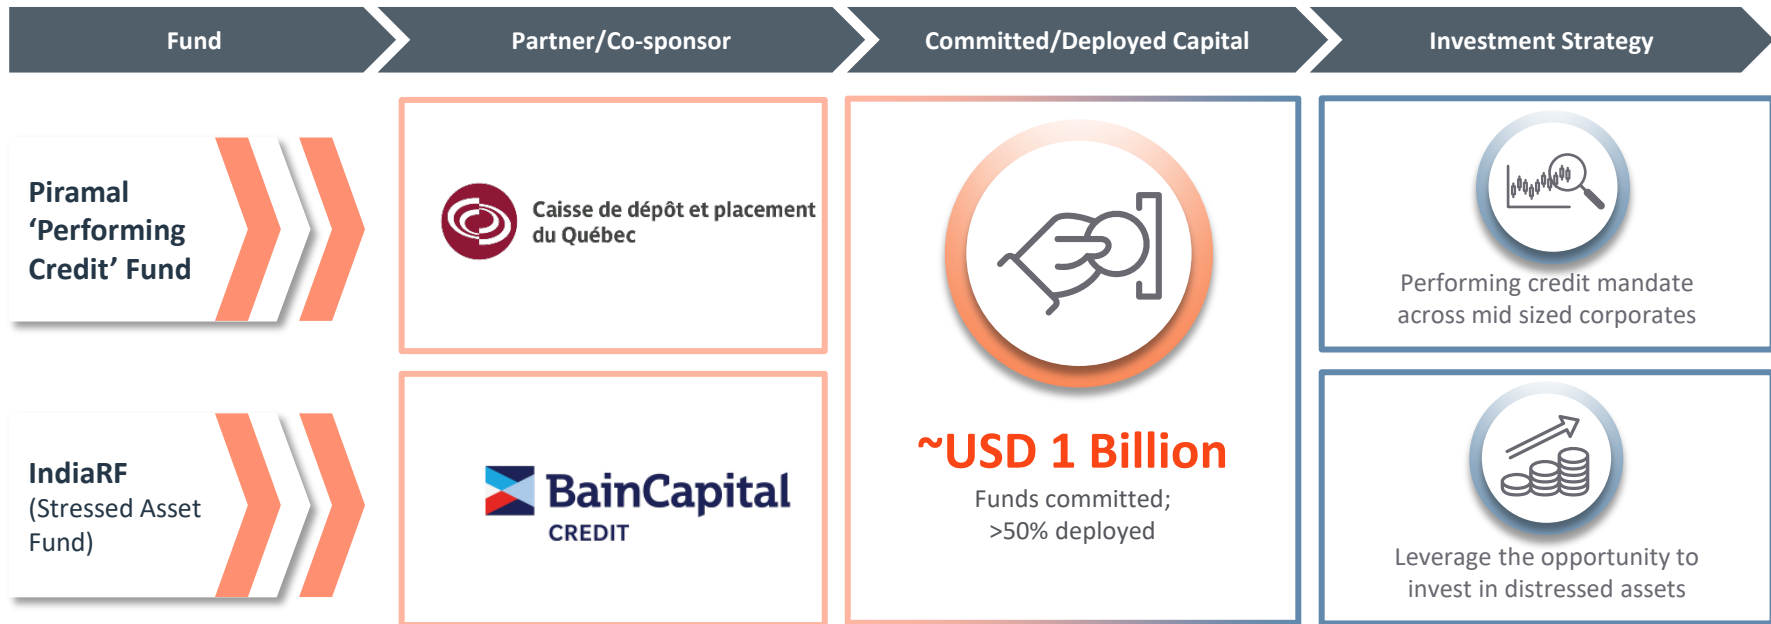 Fund
Partner/Co-sponsor
Committed/Deployed Capital
Investment Strategy
Piramal
‘Performing
Credit’ Fund
Caisse de dépôt et placement
du Québec
Performing credit mandate
across mid sized corporates
~USD 1 Billion
Funds committed;
>50% deployed
IndiaRF
(Stressed Asset
Fund)
BainCapital
CREDIT
Leverage the opportunity to
invest in distressed assets